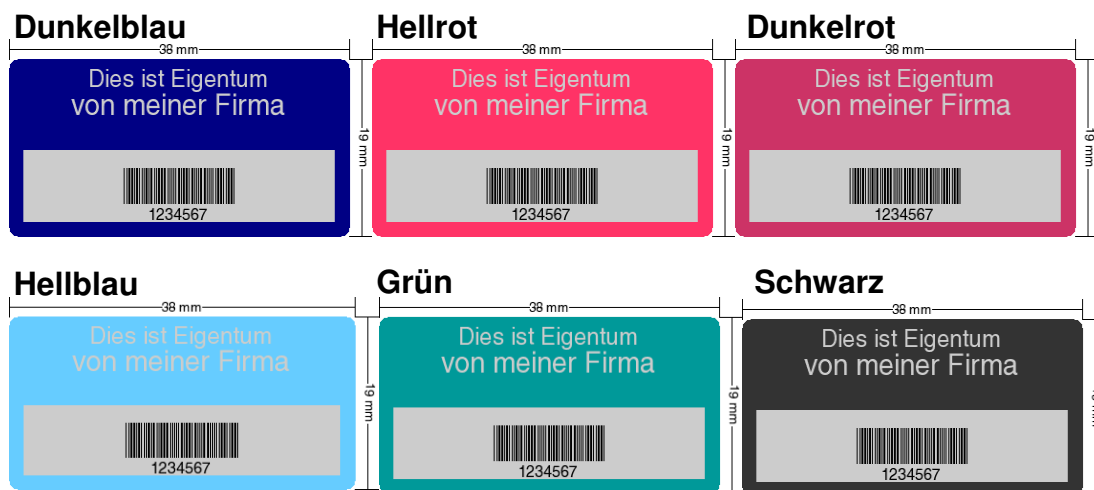 Dunkelblau
Hellrot
Dunkelrot
38 mm
38 mm
38 mm
Dies ist Eigentum
von meiner Firma
19 mm
1234567
Dies ist Eigentum
von meiner Firma
19 mm
1234567
Dies ist Eigentum
von meiner Firma
19 mm
1234567
Hellblau
Grün
Schwarz
38 mm
38 mm
38 mm
Dies ist Eigentum
von meiner Firma
19 mm
1234567
Dies ist Eigentum
von meiner Firma
19 mm
1234567
Dies ist Eigentum
von meiner Firma
1234567